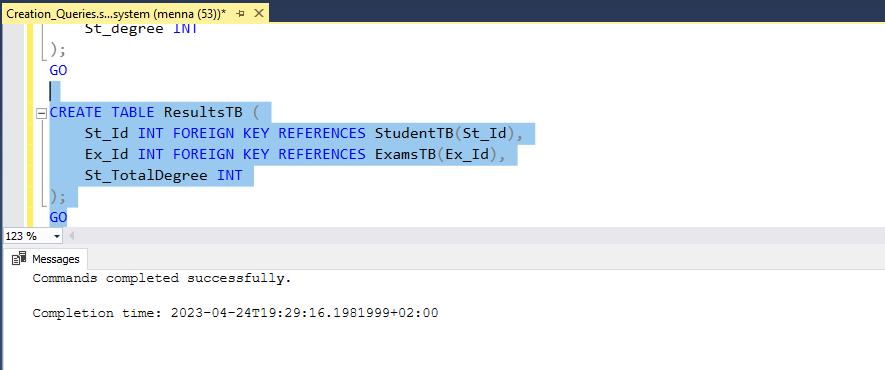 Creation_Queries.s...system (menna (53))*
St_degree INT
);
GO
CREATE TABLE ResultsTB (
St_Id INT FOREIGN KEY REFERENCES StudentTB(St_Id),
Ex_Id INT FOREIGN KEY REFERENCES ExamsTB(Ex_Id),
St_TotalDegree INT
);
GO
123 %
Messages
Commands completed successfully.
Completion time: 2023-04-24T19:29:16.1981999+02:00